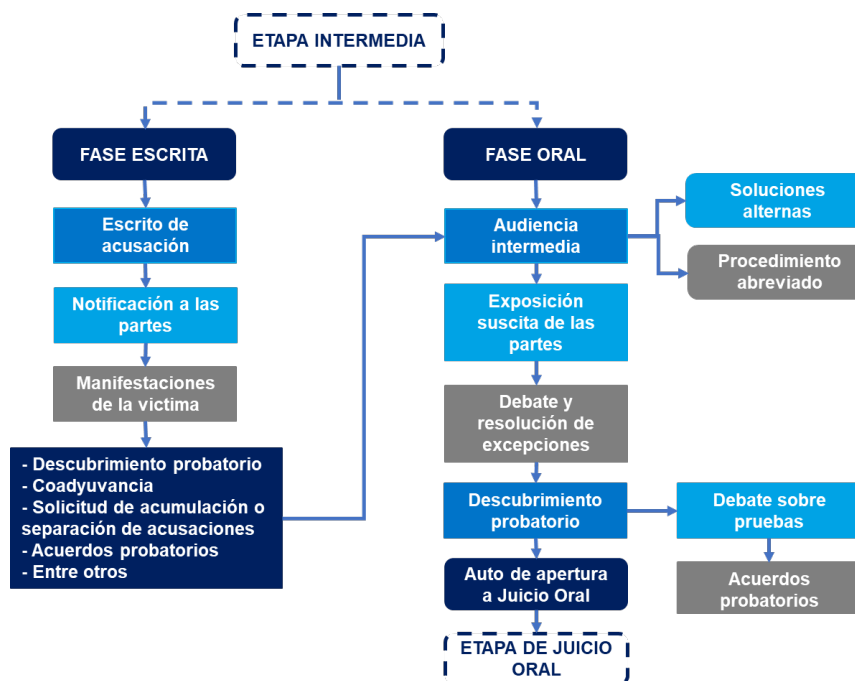 ETAPA INTERMEDIA
FASE ESCRITA
Escrito de
acusación
Notificación a las
partes
Manifestaciones
de la victima
- Descubrimiento probatorio
- Coadyuvancia
- Solicitud de acumulación o
separación de acusaciones
- Acuerdos probatorios
- Entre otros
FASE ORAL
Audiencia
intermedia
Soluciones
alternas
Procedimiento
abreviado
Exposición
suscita de las
partes
Debate y
resolución de
excepciones
Descubrimiento
probatorio
Debate sobre
pruebas
Acuerdos
probatorios
Auto de apertura
a Juicio Oral
ETAPA DE JUICIO
ORAL